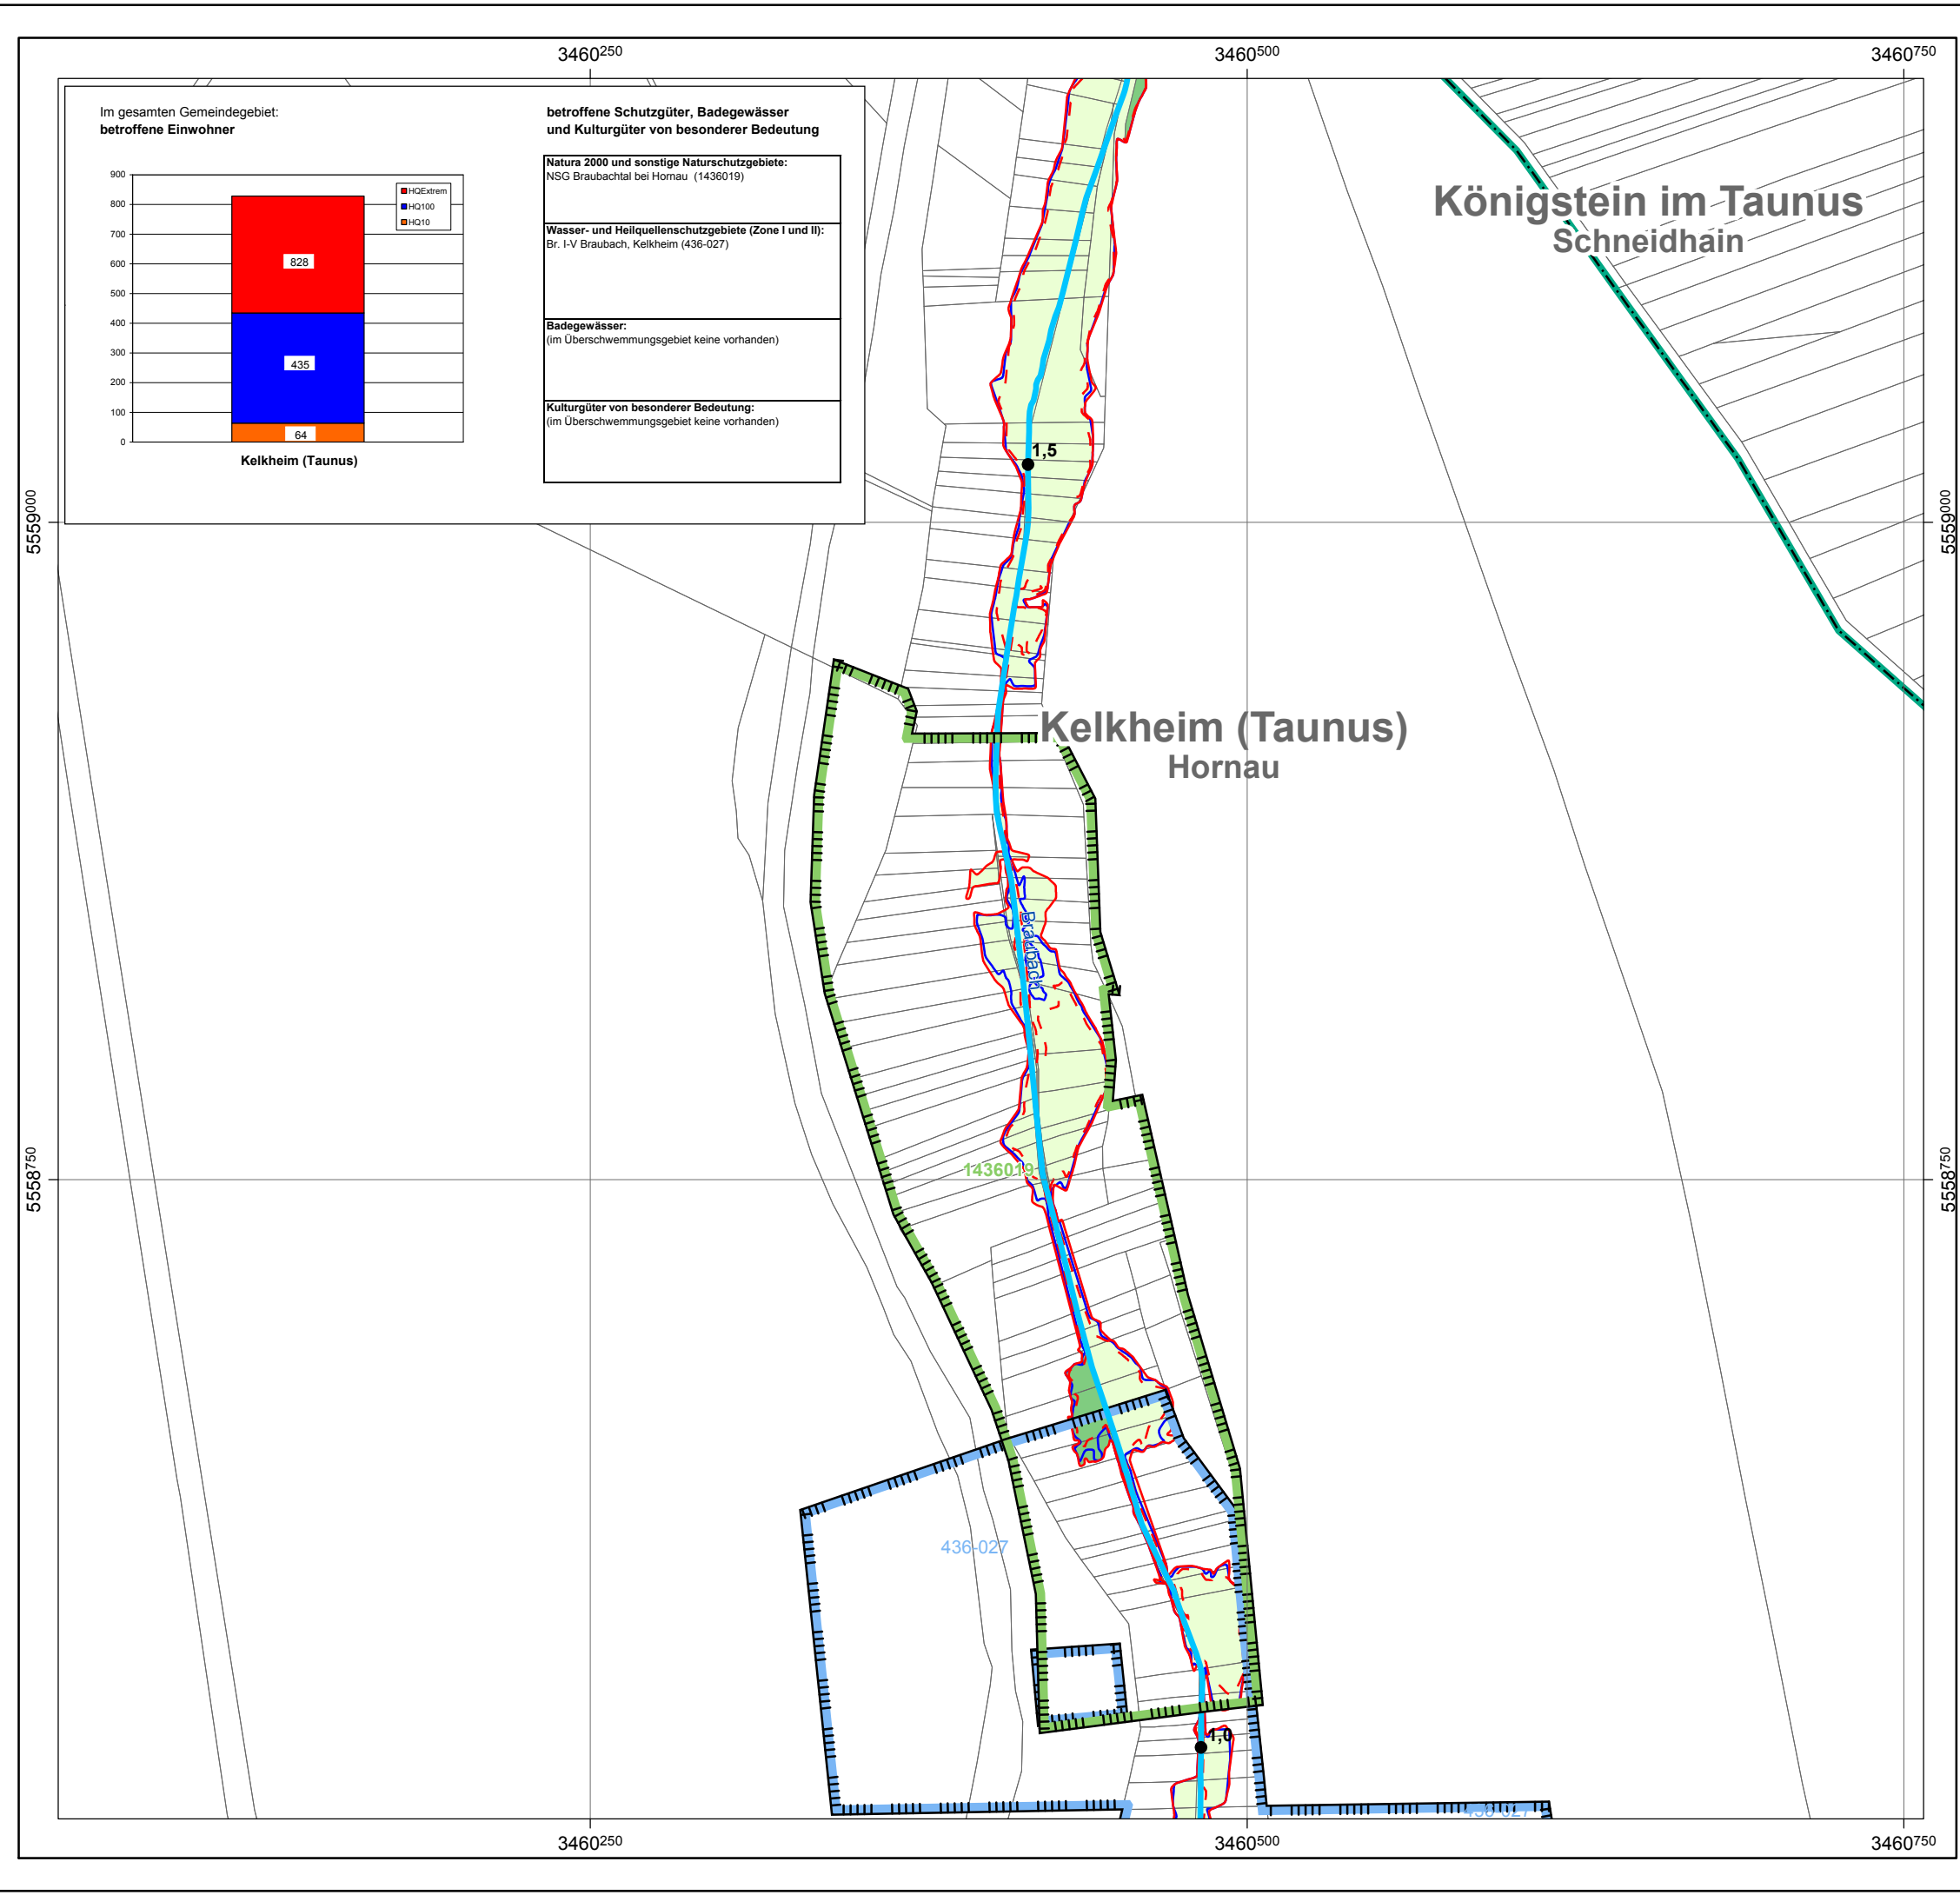 3460250 3460500 3460750
Im gesamten Gemeindegebiet:
betroffene Einwohner
900
800
700
600
500
400
300
200
100
0
HQExtrem
HQ100
HQ10
828
435
64
Kelkheim (Taunus)
betroffene Schutzgüter, Badegewässer
und Kulturgüter von besonderer Bedeutung
Natura 2000 und sonstige Naturschutzgebiete:
NSG Braubachtal bei Hornau (1436019)
Wasser- und Heilquellenschutzgebiete (Zone I und II):
Br. I-V Braubach, Kelkheim (436-027)
Badegewässer:
(im Überschwemmungsgebiet keine vorhanden)
Kulturgüter von besonderer Bedeutung:
(im Überschwemmungsgebiet keine vorhanden)
Königstein im Taunus
Schneidhain
1,5
5559000 5559000
Kelkheim (Taunus)
Hornau
Braubach
1436019
5558750 5558750
436-027
1,0
436-027
3460250 3460500 3460750